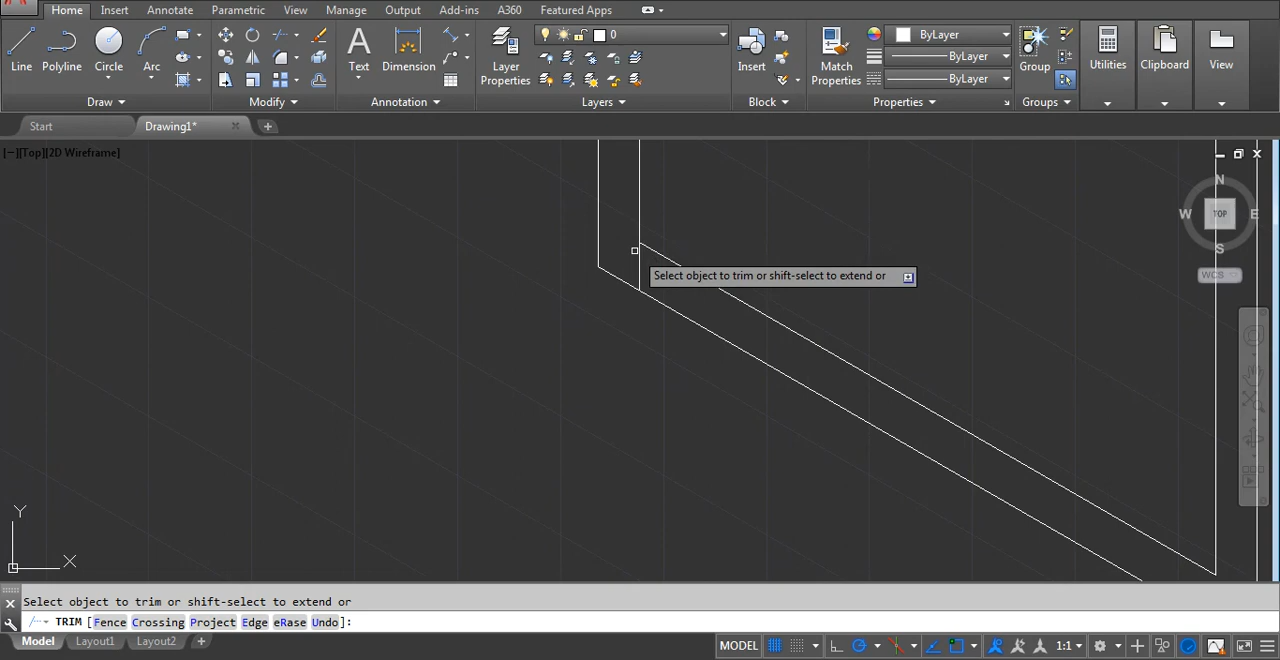 Home Insert Annotate Parametric View Manage Output Add-ins A360 Featured Apps
Line Polyline Circle Arc
Text Dimension
Layer Properties
0
Insert
Match Properties
ByLayer
ByLayer
ByLayer
Group
Utilities
Clipboard
View
Draw Modify Annotation Layers Block Properties Groups
Start Drawing1* +
[−][Top][2D Wireframe]
N
W TOP E
S
WCS
Select object to trim or shift-select to extend or
Y
X
Select object to trim or shift-select to extend or
TRIM [Fence Crossing Project Edge eRase Undo]:
Model Layout1 Layout2 +
MODEL 1:1